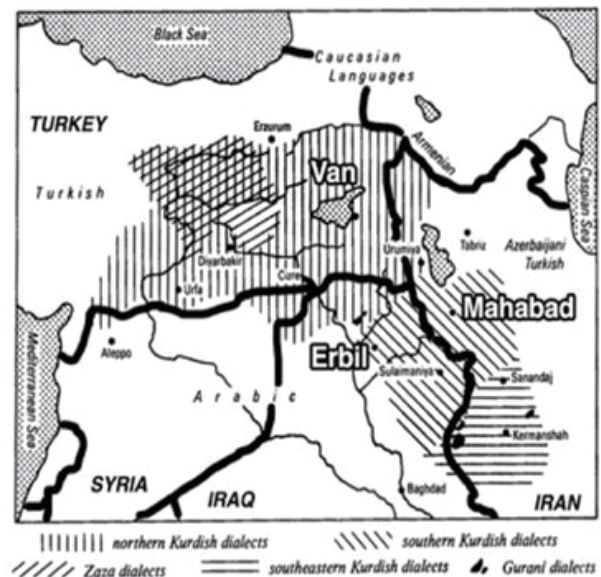 Black Sea
Caucasian
Languages
TURKEY
Erzurum
Armenian
Caspian Sea
Turkish
Van
Urumiya
Tabriz
Azerbaijani
Turkish
Diyarbakir
Cizre
Urfa
Mahabad
Aleppo
Erbil
Sulaimaniya
Sanandaj
Mediterranean Sea
Arabic
Kermanshah
SYRIA
IRAQ
Baghdad
IRAN
northern Kurdish dialects
southern Kurdish dialects
Zaza dialects
southeastern Kurdish dialects
Gurani dialects